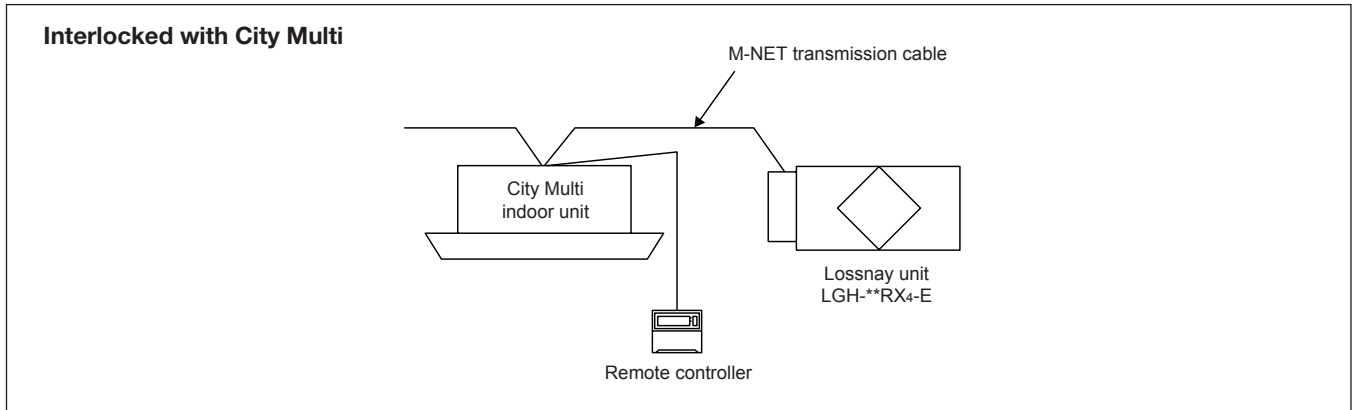 Interlocked with City Multi
M-NET transmission cable
City Multi
indoor unit
Lossnay unit
LGH-**RX4-E
Remote controller